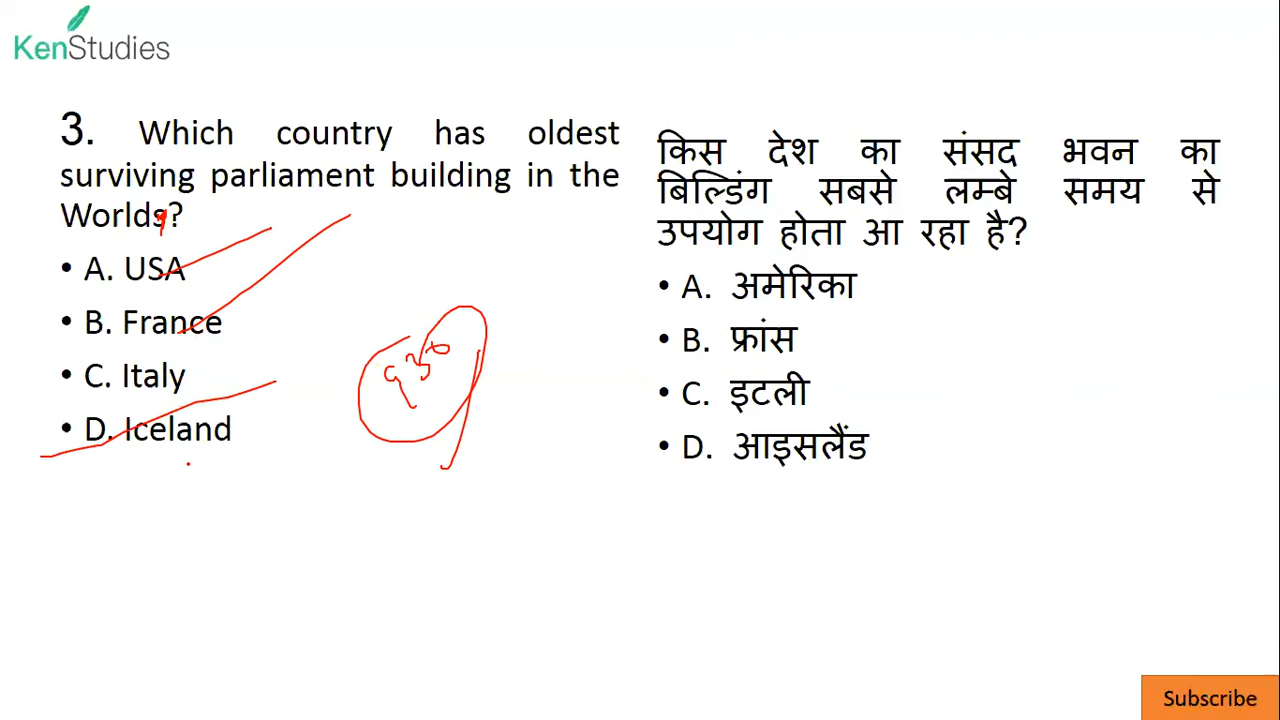 KenStudies
3. Which country has oldest
surviving parliament building in the
Worlds?
• A. USA
• B. France
• C. Italy
• D. Iceland
किस देश का संसद भवन का
बिल्डिंग सबसे लम्बे समय से
उपयोग होता आ रहा है?
• A. अमेरिका
• B. फ्रांस
• C. इटली
• D. आइसलैंड
Subscribe